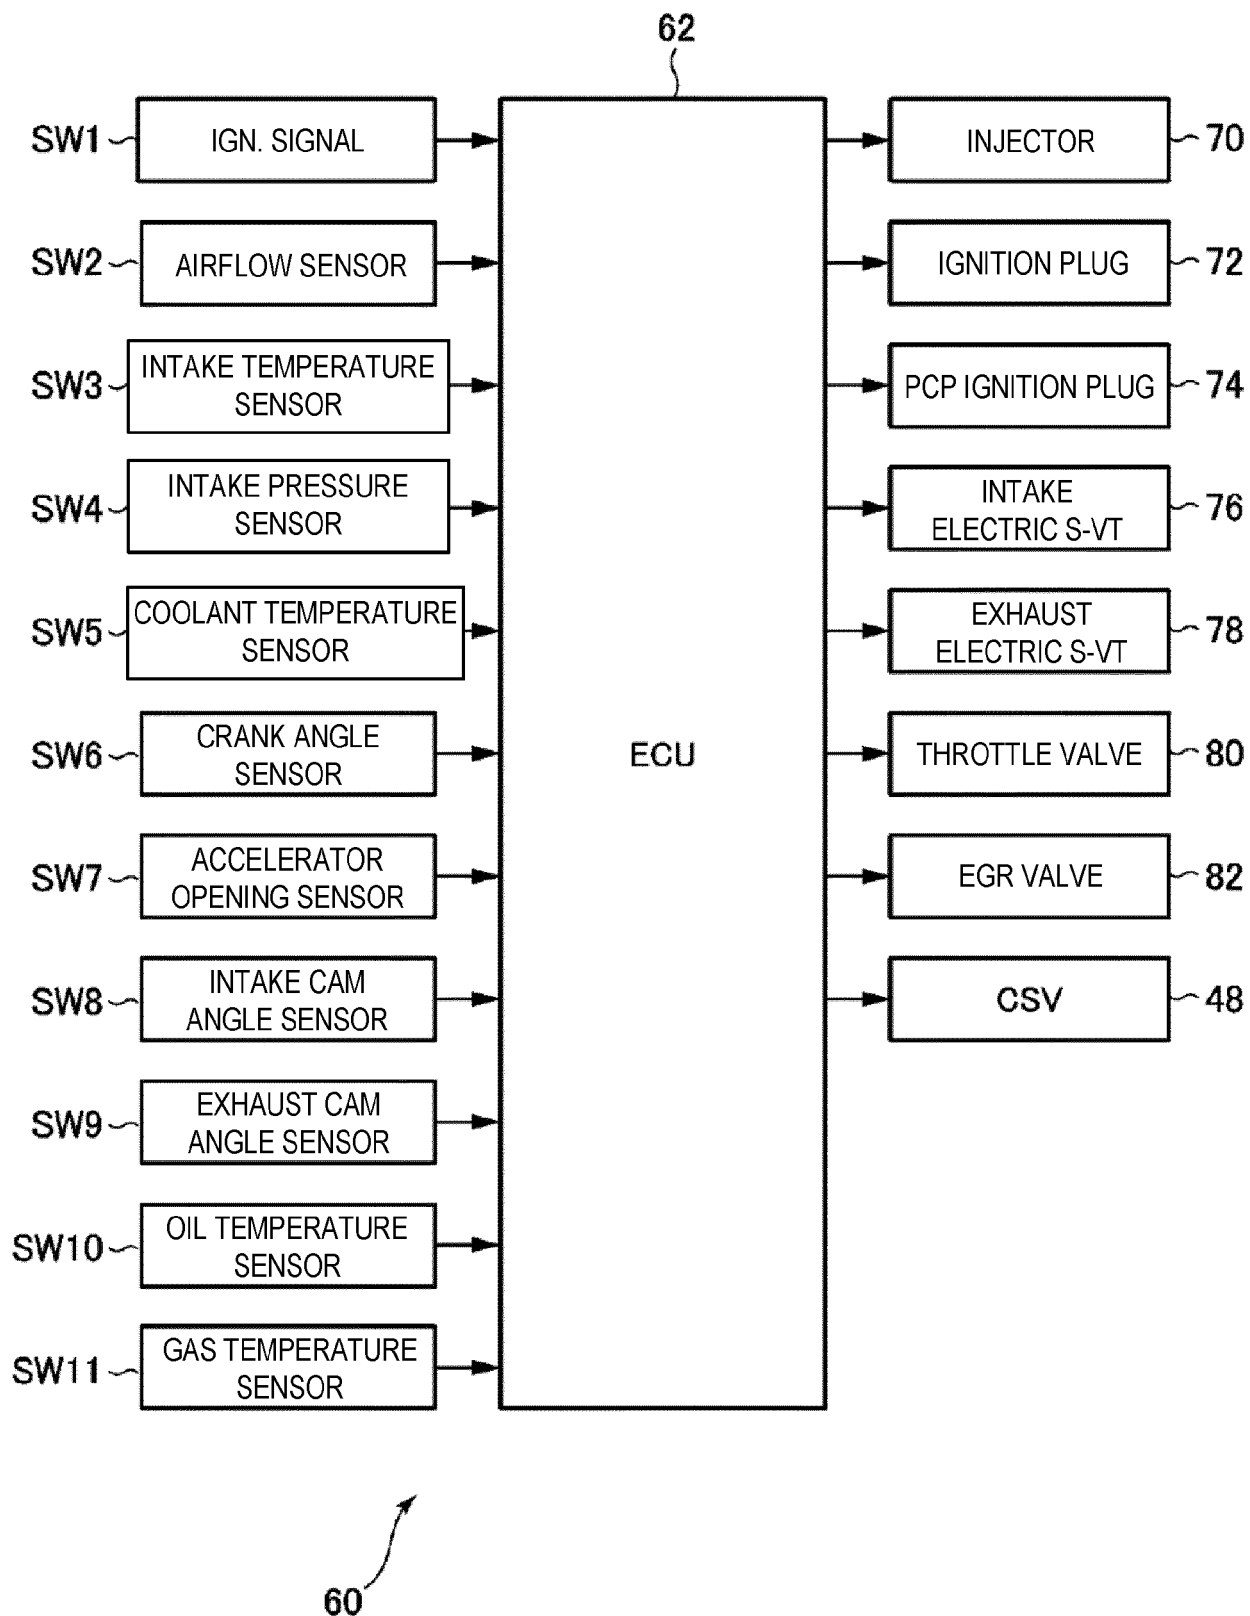 62
SW1
IGN. SIGNAL
INJECTOR
70
SW2
AIRFLOW SENSOR
IGNITION PLUG
72
SW3
INTAKE TEMPERATURE
SENSOR
PCP IGNITION PLUG
74
SW4
INTAKE PRESSURE
SENSOR
INTAKE
ELECTRIC S-VT
76
SW5
COOLANT TEMPERATURE
SENSOR
EXHAUST
ELECTRIC S-VT
78
SW6
CRANK ANGLE
SENSOR
ECU
THROTTLE VALVE
80
SW7
ACCELERATOR
OPENING SENSOR
EGR VALVE
82
SW8
INTAKE CAM
ANGLE SENSOR
CSV
48
SW9
EXHAUST CAM
ANGLE SENSOR
SW10
OIL TEMPERATURE
SENSOR
SW11
GAS TEMPERATURE
SENSOR
60